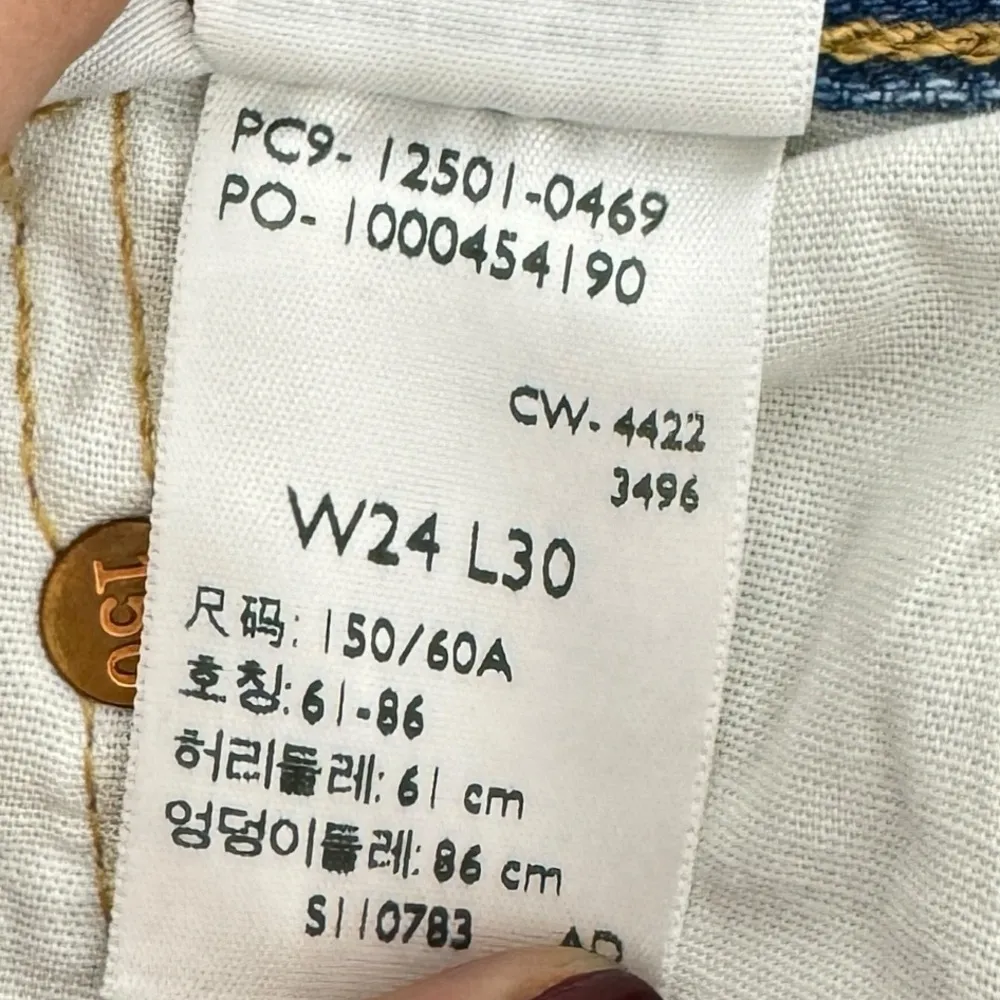 PC9- 12501-0469
PO- 1000454190
CW- 4422
3496
W24 L30
尺码: 150/60A
호칭: 61-86
허리둘레: 61 cm
엉덩이둘레: 86 cm
S110783
150